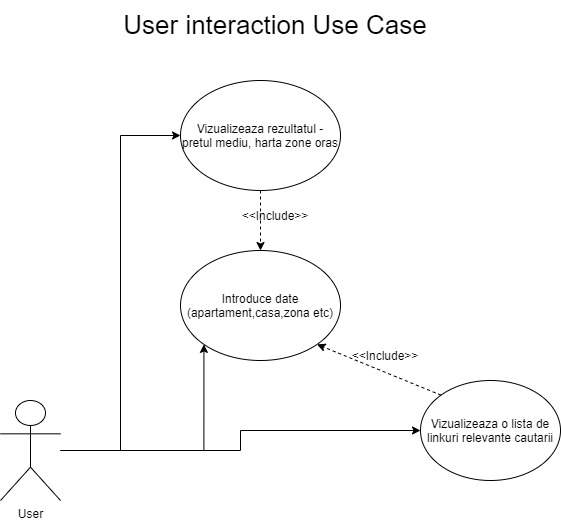 User interaction Use Case
Vizualizeaza rezultatul -
pretul mediu, harta zone oras
<<Include>>
Introduce date
(apartament,casa,zona etc)
<<Include>>
Vizualizeaza o lista de
linkuri relevante cautarii
User